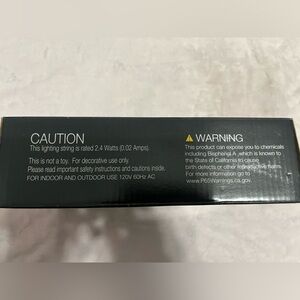 CAUTION
This lighting string is rated 2.4 Watts (0.02 Amps).
This is not a toy. For decorative use only.
Please read important safety instructions and cautions inside.
FOR INDOOR AND OUTDOOR USE 120V 60Hz AC
WARNING
This product can expose you to chemicals
including Bisphenol A, which is known to
the State of California to cause
birth defects or other reproductive harm.
For more information go to
www.P65Warnings.ca.gov.